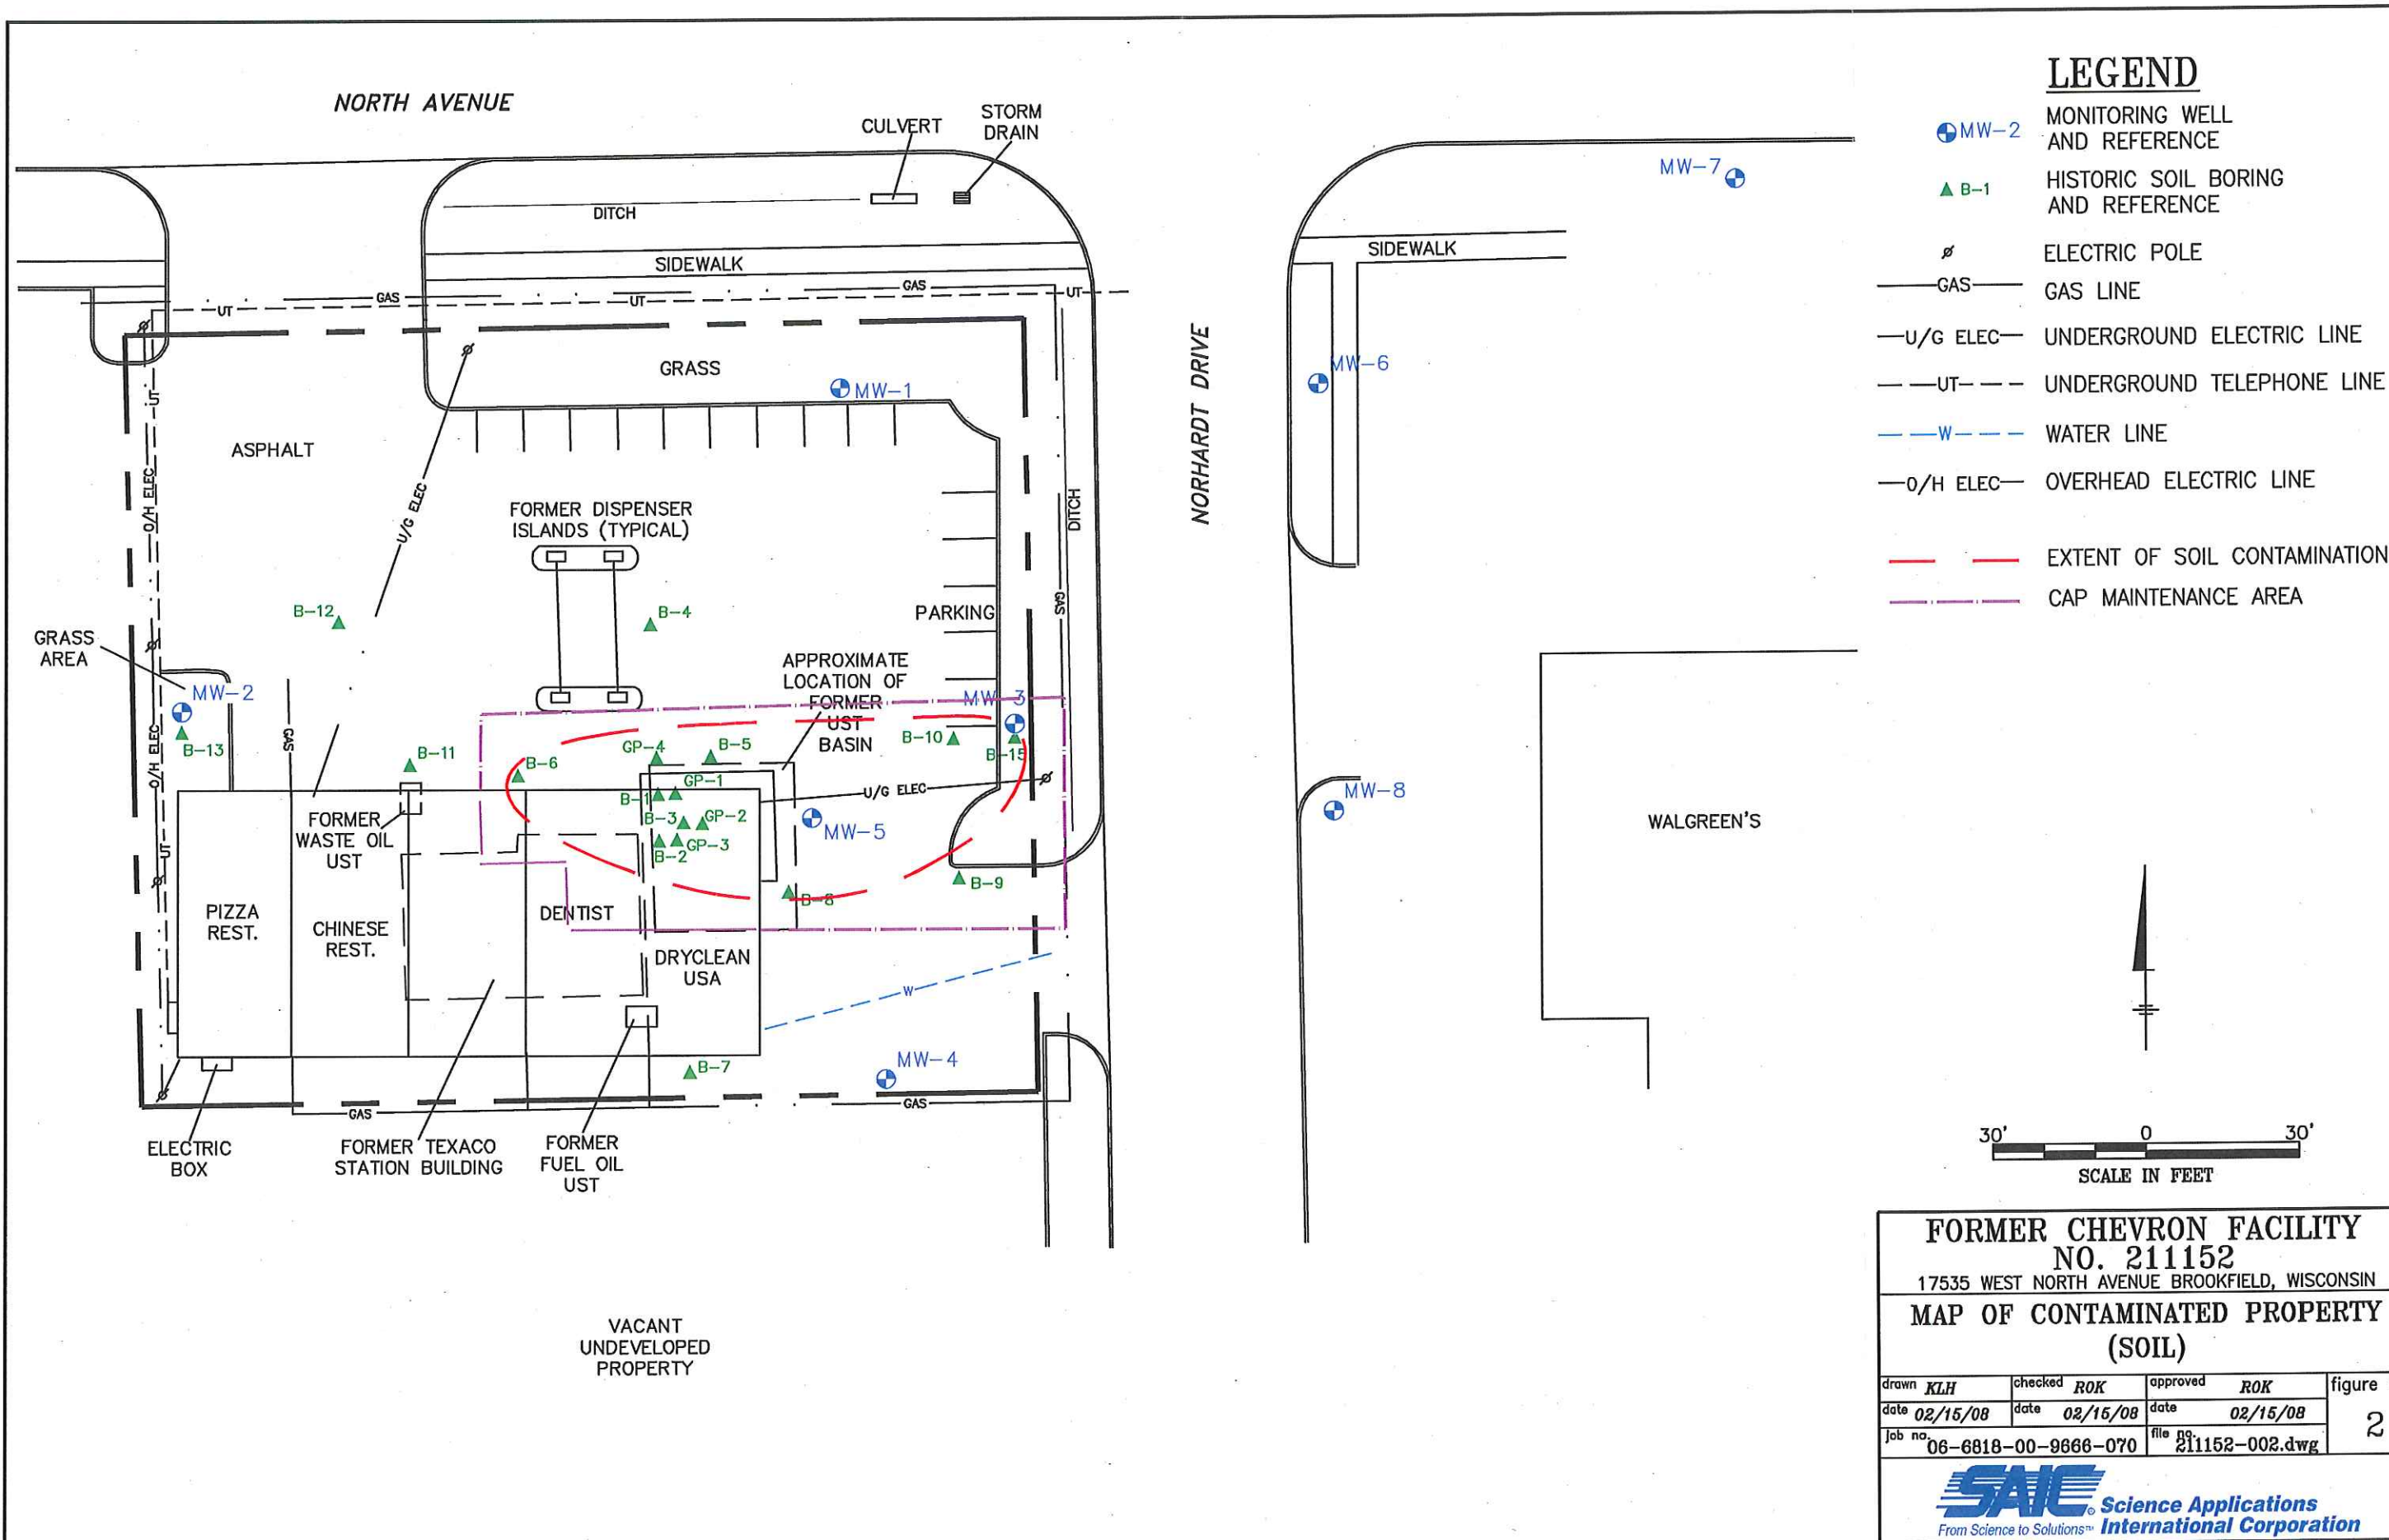 NORTH AVENUE
CULVERT
STORM
DRAIN
DITCH
SIDEWALK
GAS
GAS
UT
UT
UT
GRASS
MW-1
ASPHALT
UT
O/H ELEC
U/G ELEC
FORMER DISPENSER
ISLANDS (TYPICAL)
DITCH
GAS
B-12
B-4
PARKING
GRASS
AREA
MW-2
B-13
O/H ELEC
GAS
APPROXIMATE
LOCATION OF
FORMER
UST
BASIN
MW-3
B-10
B-15
B-11
B-6
GP-4
B-5
GP-1
B-1
U/G ELEC
B-3
GP-2
MW-5
B-2
GP-3
UT
FORMER
WASTE OIL
UST
B-8
B-9
PIZZA
REST.
CHINESE
REST.
DENTIST
DRYCLEAN
USA
W
B-7
MW-4
GAS
GAS
ELECTRIC
BOX
FORMER TEXACO
STATION BUILDING
FORMER
FUEL OIL
UST
VACANT
UNDEVELOPED
PROPERTY
NORHARDT DRIVE
MW-7
SIDEWALK
MW-6
MW-8
WALGREEN'S
LEGEND
MW-2 MONITORING WELL
AND REFERENCE
B-1 HISTORIC SOIL BORING
AND REFERENCE
ELECTRIC POLE
GAS GAS LINE
U/G ELEC UNDERGROUND ELECTRIC LINE
UT UNDERGROUND TELEPHONE LINE
W WATER LINE
O/H ELEC OVERHEAD ELECTRIC LINE
EXTENT OF SOIL CONTAMINATION
CAP MAINTENANCE AREA
30' 0 30'
SCALE IN FEET
FORMER CHEVRON FACILITY
NO. 211152
17535 WEST NORTH AVENUE BROOKFIELD, WISCONSIN
MAP OF CONTAMINATED PROPERTY
(SOIL)
drawn KLH checked ROK approved ROK figure
date 02/15/08 date 02/15/08 date 02/15/08 2
job no. 06-6818-00-9666-070 file no. 211152-002.dwg
SAIC® Science Applications
From Science to Solutions™ International Corporation